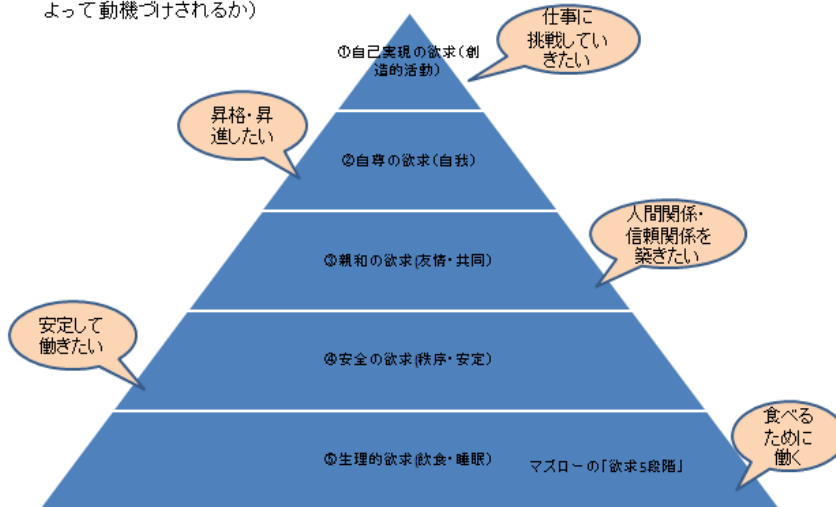 よって動機づけされるか)
仕事に
挑戦してい
きたい
①自己実現の欲求(創
造的活動)
昇格・昇
進したい
②自尊の欲求(自我)
人間関係・
信頼関係を
築きたい
③親和の欲求(友情・共同)
安定して
働きたい
④安全の欲求(秩序・安定)
食べる
ために
働く
⑤生理的欲求(飲食・睡眠)
マズローの「欲求5段階」